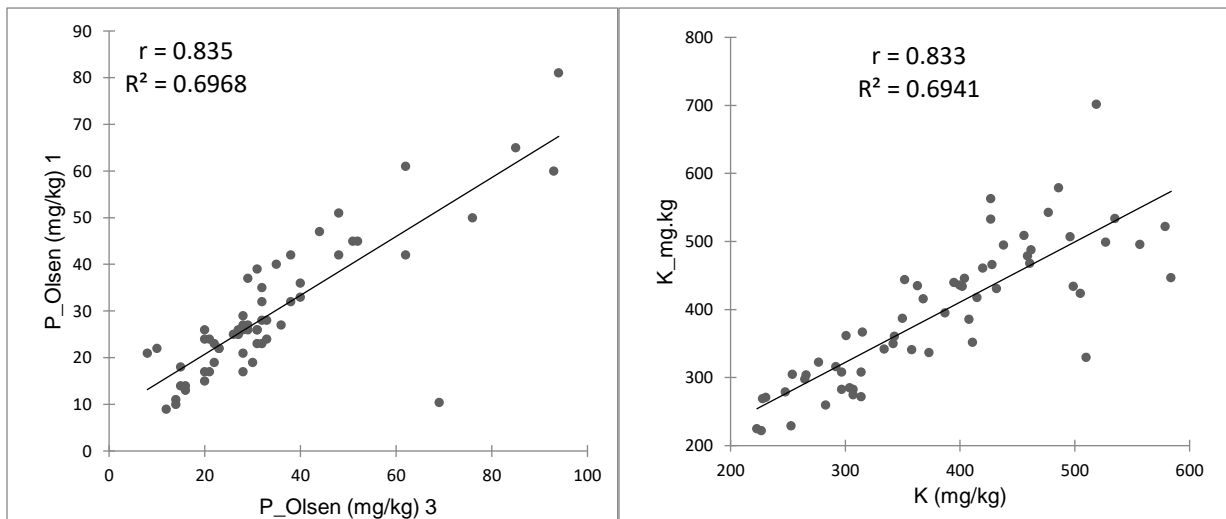 r = 0.835
R² = 0.6968
90
80
70
60
50
40
30
20
10
0
P_Olsen (mg/kg) 1
0 20 40 60 80 100
P_Olsen (mg/kg) 3
r = 0.833
R² = 0.6941
800
700
600
500
400
300
200
K_mg.kg
200 300 400 500 600
K (mg/kg)